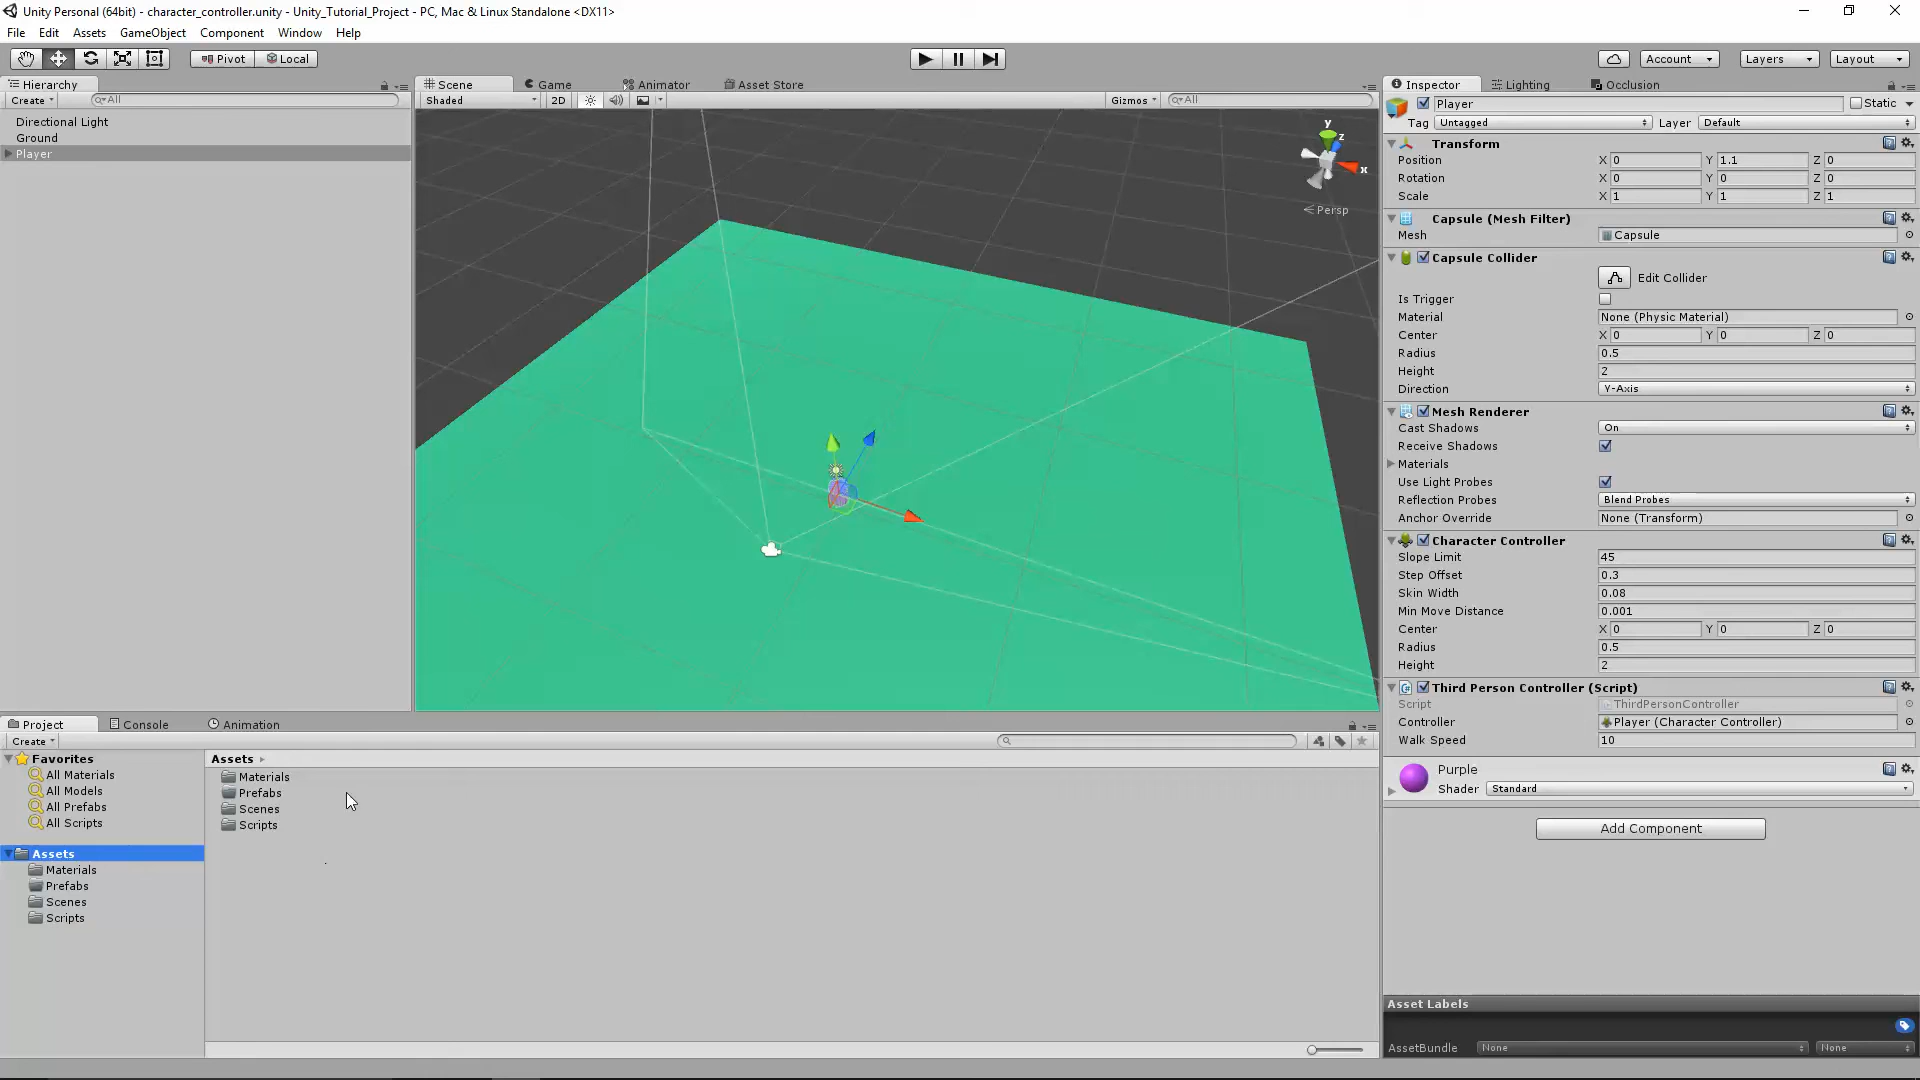 Unity Personal (64bit) - character_controller.unity - Unity_Tutorial_Project - PC, Mac & Linux Standalone <DX11>
File Edit Assets GameObject Component Window Help
Pivot Local Account Layers Layout
Hierarchy
Create All
Directional Light
Ground
Player
Scene Game Animator Asset Store
Shaded 2D Gizmos All
y
z
x
Persp
Inspector Lighting Occlusion
Player Static
Tag Untagged Layer Default
Transform
Position X 0 Y 1.1 Z 0
Rotation X 0 Y 0 Z 0
Scale X 1 Y 1 Z 1
Capsule (Mesh Filter)
Mesh Capsule
Capsule Collider
Edit Collider
Is Trigger
Material None (Physic Material)
Center X 0 Y 0 Z 0
Radius 0.5
Height 2
Direction Y-Axis
Mesh Renderer
Cast Shadows On
Receive Shadows
Materials
Use Light Probes
Reflection Probes Blend Probes
Anchor Override None (Transform)
Character Controller
Slope Limit 45
Step Offset 0.3
Skin Width 0.08
Min Move Distance 0.001
Center X 0 Y 0 Z 0
Radius 0.5
Height 2
Third Person Controller (Script)
Script ThirdPersonController
Controller Player (Character Controller)
Walk Speed 10
Purple
Shader Standard
Add Component
Asset Labels
AssetBundle None None
Project Console Animation
Create
Favorites
All Materials
All Models
All Prefabs
All Scripts
Assets
Materials
Prefabs
Scenes
Scripts
Assets
Materials
Prefabs
Scenes
Scripts